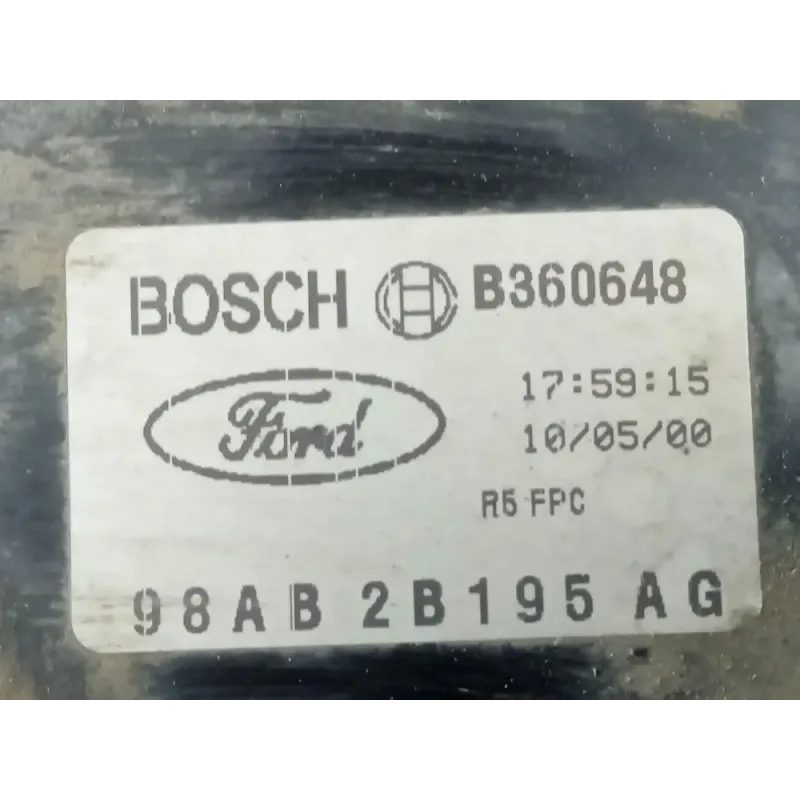 BOSCH B360648
Ford
17:59:15
10/05/00
R5 FPC
98AB 2B195 AG